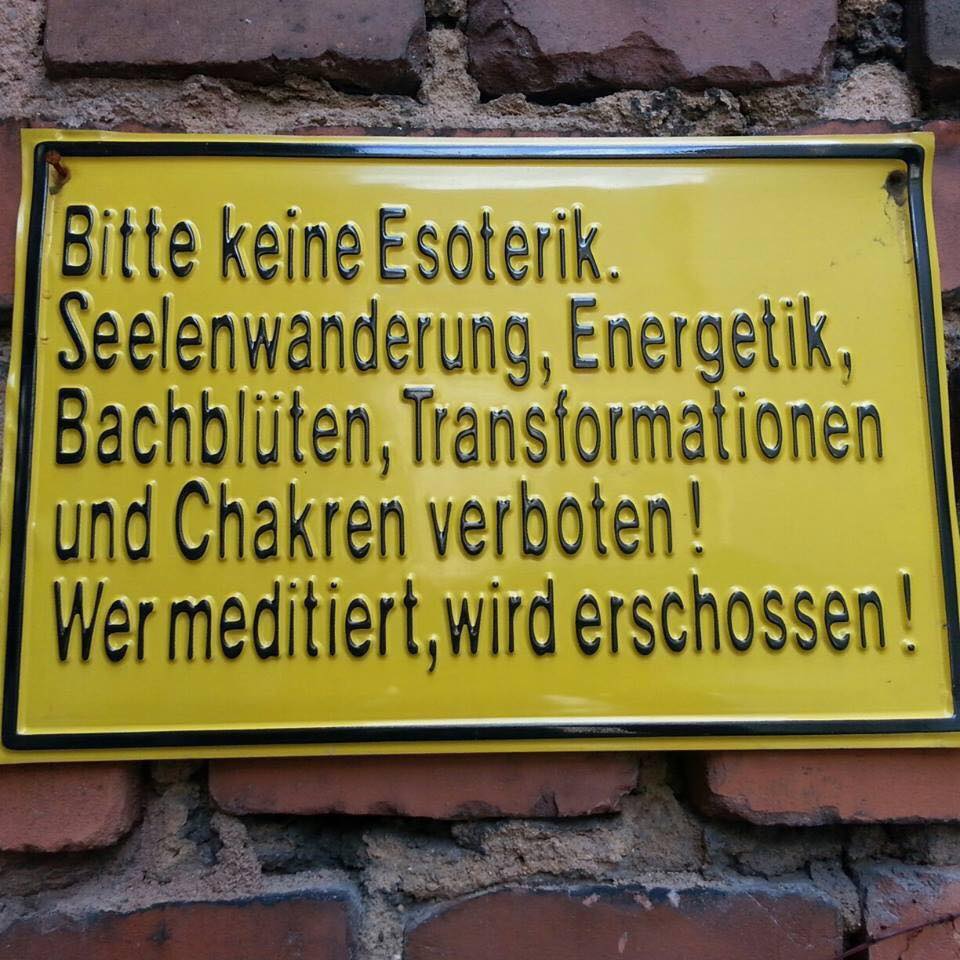 Bitte keine Esoterik.
Seelenwanderung, Energetik,
Bachblüten, Transformationen
und Chakren verboten!
Wer meditiert, wird erschossen!